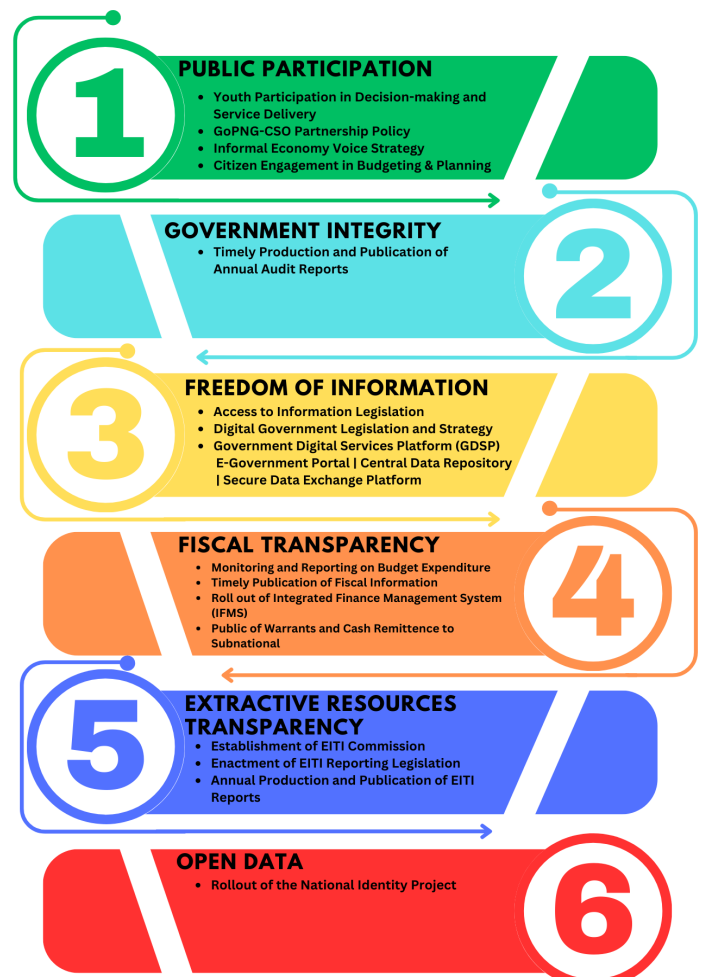 1
PUBLIC PARTICIPATION
• Youth Participation in Decision-making and
Service Delivery
• GoPNG-CSO Partnership Policy
• Informal Economy Voice Strategy
• Citizen Engagement in Budgeting & Planning
GOVERNMENT INTEGRITY
• Timely Production and Publication of
Annual Audit Reports
2
3
FREEDOM OF INFORMATION
• Access to Information Legislation
• Digital Government Legislation and Strategy
• Government Digital Services Platform (GDSP)
E-Government Portal | Central Data Repository
| Secure Data Exchange Platform
FISCAL TRANSPARENCY
• Monitoring and Reporting on Budget Expenditure
• Timely Publication of Fiscal Information
• Roll out of Integrated Finance Management System
(IFMS)
• Public of Warrants and Cash Remittence to
Subnational
4
5
EXTRACTIVE RESOURCES
TRANSPARENCY
• Establishment of EITI Commission
• Enactment of EITI Reporting Legislation
• Annual Production and Publication of EITI
Reports
OPEN DATA
• Rollout of the National Identity Project
6